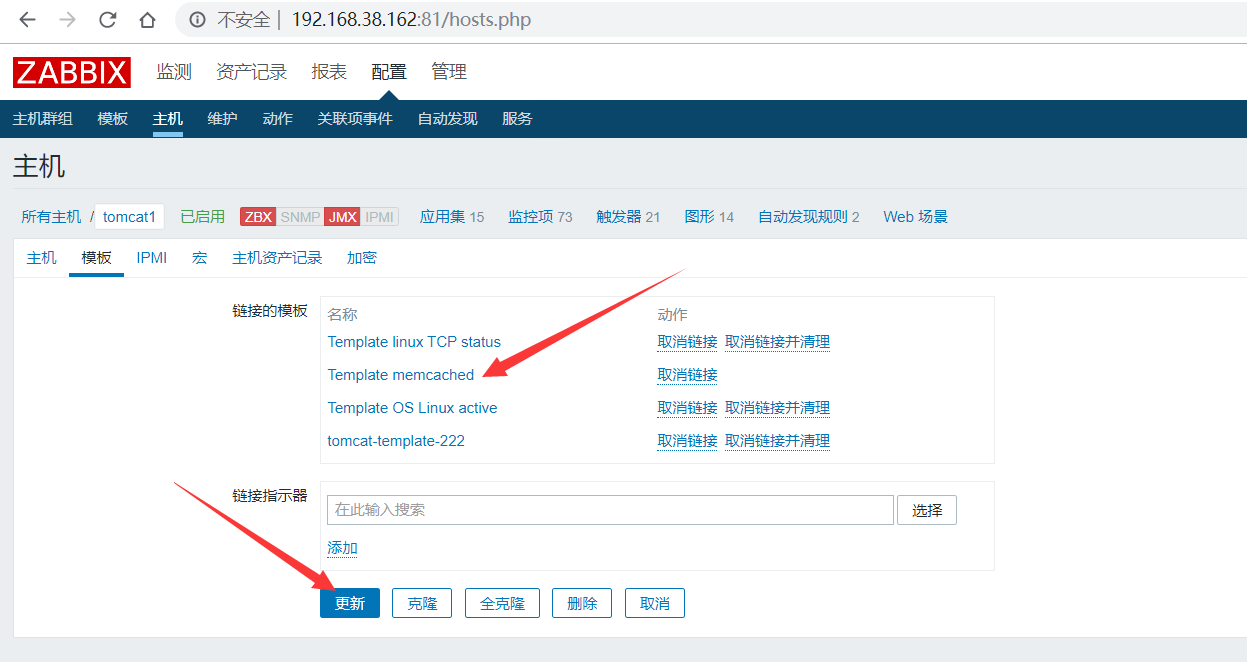 不安全 | 192.168.38.162:81/hosts.php
ZABBIX 监测 资产记录 报表 配置 管理
主机群组 模板 主机 维护 动作 关联项事件 自动发现 服务
主机
所有主机 / tomcat1 已启用 ZBX SNMP JMX IPMI 应用集 15 监控项 73 触发器 21 图形 14 自动发现规则 2 Web 场景
主机 模板 IPMI 宏 主机资产记录 加密
链接的模板 名称 动作
Template linux TCP status 取消链接 取消链接并清理
Template memcached 取消链接
Template OS Linux active 取消链接 取消链接并清理
tomcat-template-222 取消链接 取消链接并清理
链接指示器 在此输入搜索 选择
添加
更新 克隆 全克隆 删除 取消